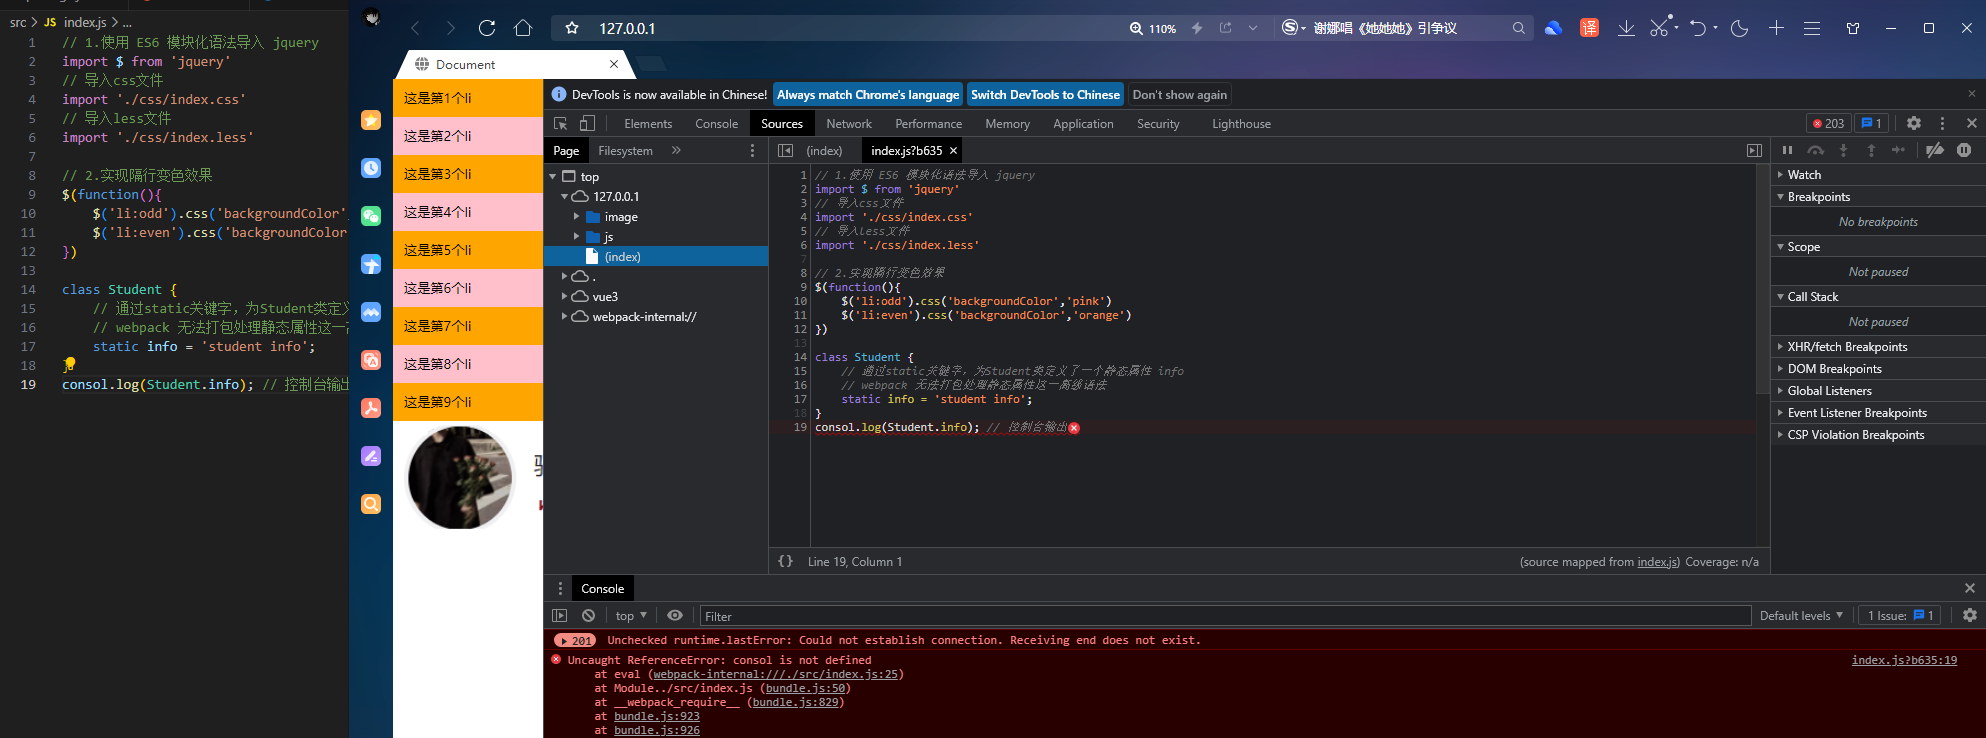 src > JS index.js > ...
1 // 1.使用 ES6 模块化语法导入 jquery
2 import $ from 'jquery'
3 // 导入css文件
4 import './css/index.css'
5 // 导入less文件
6 import './css/index.less'
7
8 // 2.实现隔行变色效果
9 $(function(){
10 $('li:odd').css('backgroundColor'
11 $('li:even').css('backgroundColor
12 })
13
14 class Student {
15 // 通过static关键字，为Student类定义
16 // webpack 无法打包处理静态属性这一
17 static info = 'student info';
18 }
19 consol.log(Student.info); // 控制台输出
127.0.0.1
110%
谢娜唱《她她她》引争议
译
Document
这是第1个li
这是第2个li
这是第3个li
这是第4个li
这是第5个li
这是第6个li
这是第7个li
这是第8个li
这是第9个li
DevTools is now available in Chinese! Always match Chrome's language Switch DevTools to Chinese Don't show again
Elements Console Sources Network Performance Memory Application Security Lighthouse 203 1
Page Filesystem »
top
127.0.0.1
image
js
(index)
.
vue3
webpack-internal://
(index) index.js?b635
1 // 1.使用 ES6 模块化语法导入 jquery
2 import $ from 'jquery'
3 // 导入css文件
4 import './css/index.css'
5 // 导入less文件
6 import './css/index.less'
7
8 // 2.实现隔行变色效果
9 $(function(){
10 $('li:odd').css('backgroundColor','pink')
11 $('li:even').css('backgroundColor','orange')
12 })
13
14 class Student {
15 // 通过static关键字，为Student类定义了一个静态属性 info
16 // webpack 无法打包处理静态属性这一高级语法
17 static info = 'student info';
18 }
19 consol.log(Student.info); // 控制台输出
{ } Line 19, Column 1 (source mapped from index.js) Coverage: n/a
Watch
Breakpoints
No breakpoints
Scope
Not paused
Call Stack
Not paused
XHR/fetch Breakpoints
DOM Breakpoints
Global Listeners
Event Listener Breakpoints
CSP Violation Breakpoints
Console
top Filter Default levels 1 Issue: 1
201 Unchecked runtime.lastError: Could not establish connection. Receiving end does not exist.
Uncaught ReferenceError: consol is not defined index.js?b635:19
at eval (webpack-internal:///./src/index.js:25)
at Module../src/index.js (bundle.js:50)
at __webpack_require__ (bundle.js:829)
at bundle.js:923
at bundle.js:926